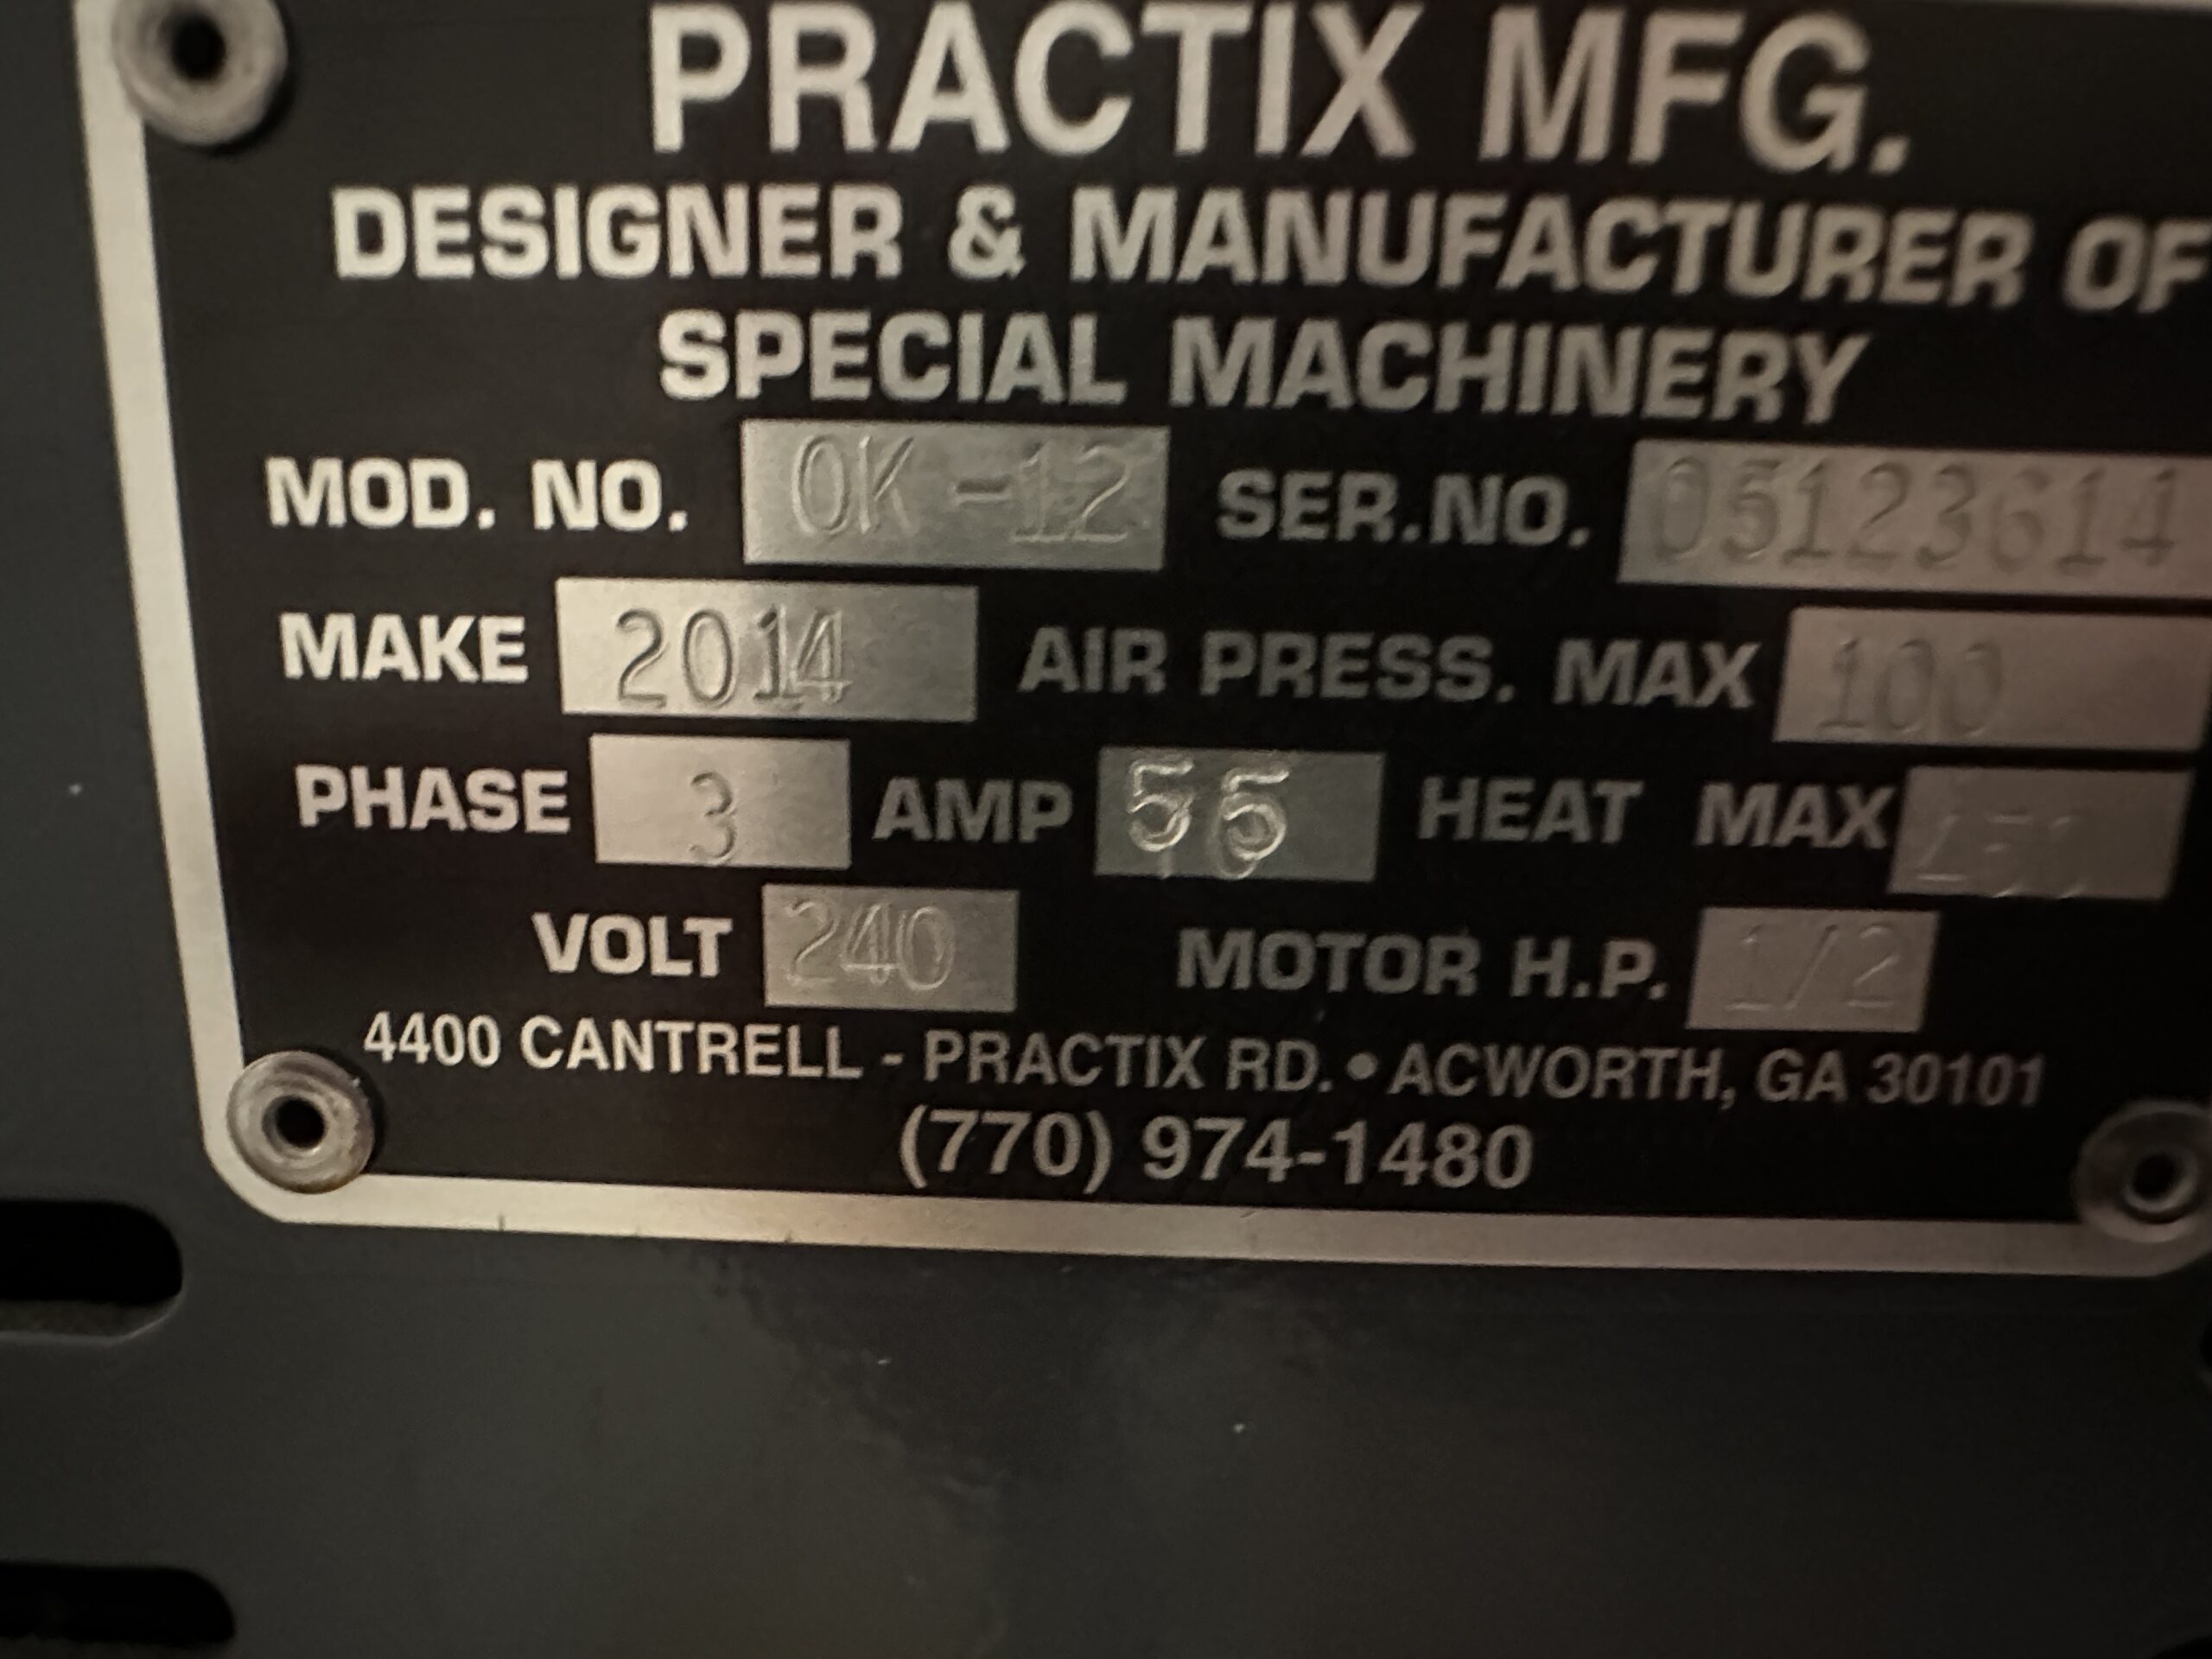 PRACTIX MFG.
DESIGNER & MANUFACTURER OF
SPECIAL MACHINERY
MOD. NO. OK-12 SER.NO. 05123614
MAKE 2014 AIR PRESS. MAX 100
PHASE 3 AMP 55 HEAT MAX
VOLT 240 MOTOR H.P. 1/2
4400 CANTRELL - PRACTIX RD. • ACWORTH, GA 30101
(770) 974-1480